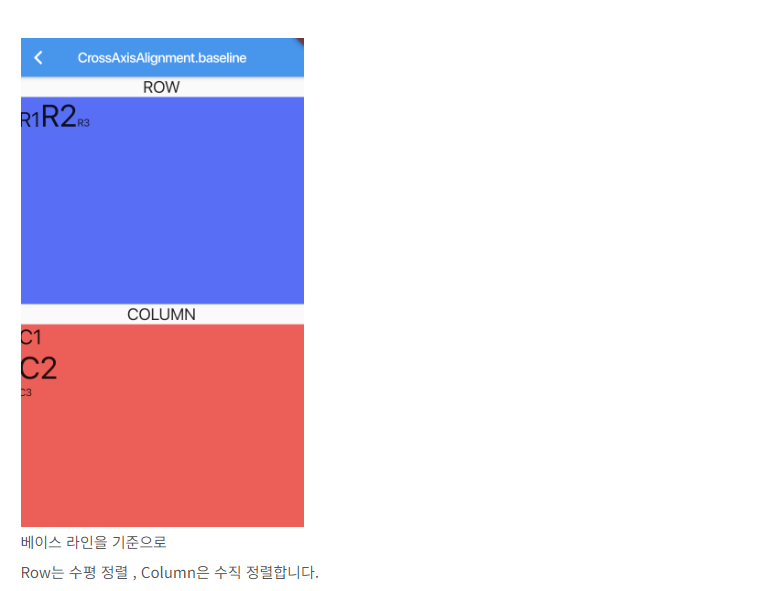 CrossAxisAlignment.baseline
ROW
R1R2R3
COLUMN
C1
C2
C3
베이스 라인을 기준으로
Row는 수평 정렬 , Column은 수직 정렬합니다.